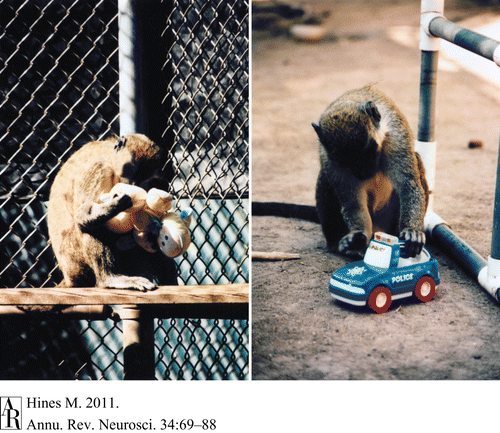 POLICE
AR
Hines M. 2011.
Annu. Rev. Neurosci. 34:69–88